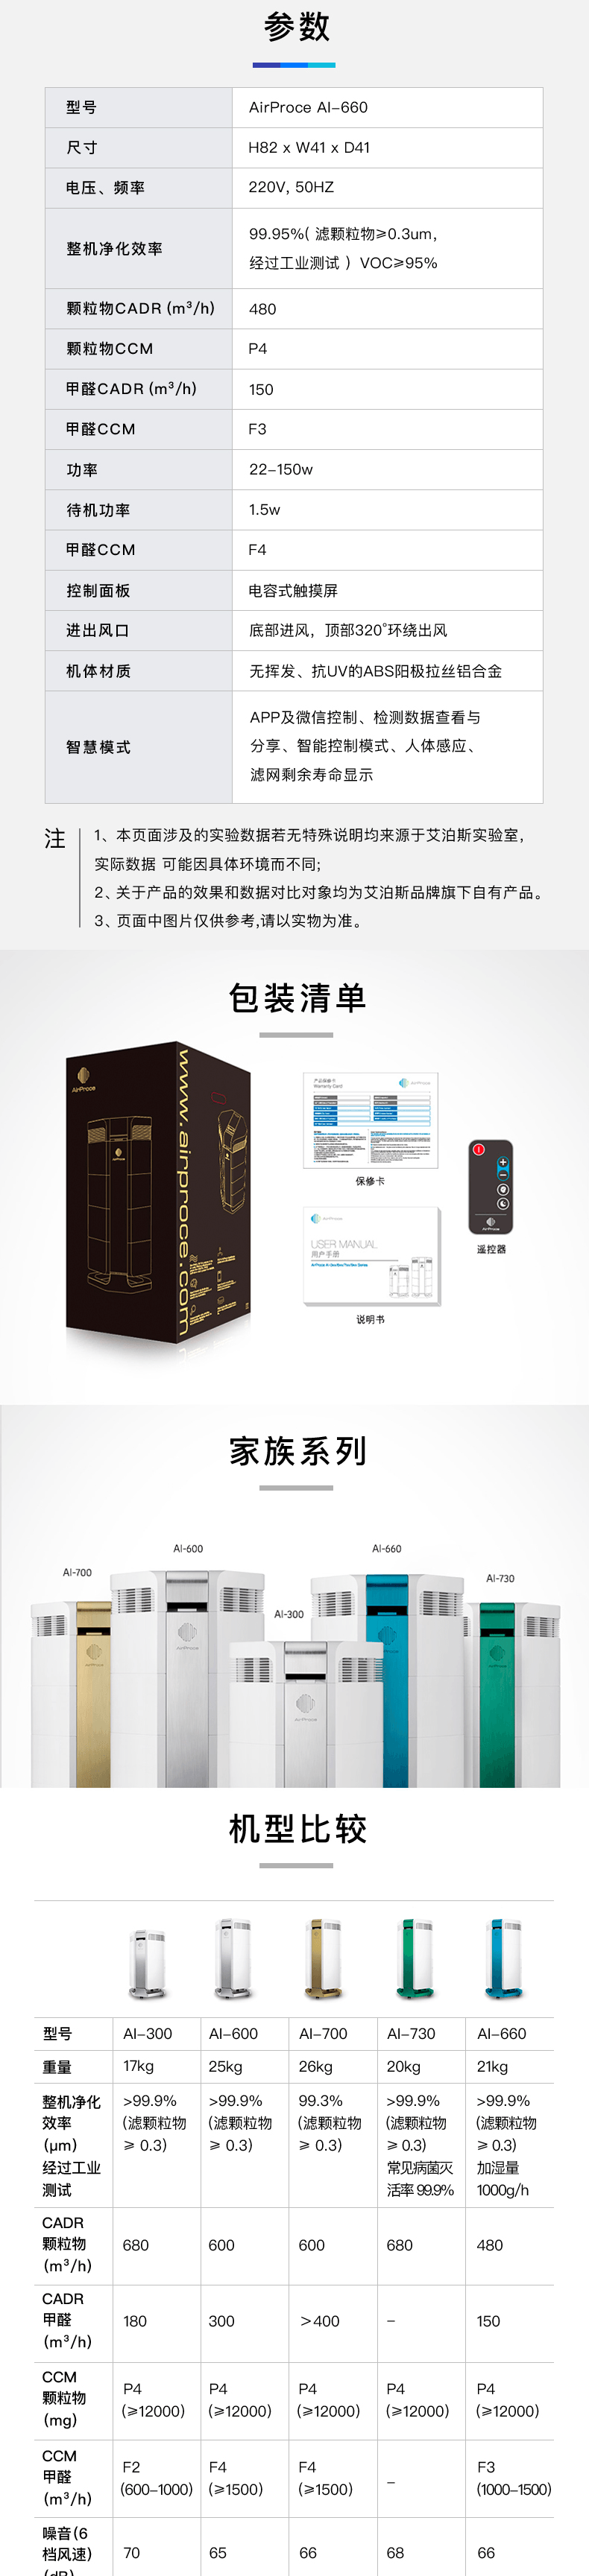 参数
型号 AirProce AI-660
尺寸 H82 x W41 x D41
电压、频率 220V, 50HZ
整机净化效率 99.95%( 滤颗粒物≥0.3um,
经过工业测试 ) VOC≥95%
颗粒物CADR (m³/h) 480
颗粒物CCM P4
甲醛CADR (m³/h) 150
甲醛CCM F3
功率 22-150w
待机功率 1.5w
甲醛CCM F4
控制面板 电容式触摸屏
进出风口 底部进风，顶部320°环绕出风
机体材质 无挥发、抗UV的ABS阳极拉丝铝合金
智慧模式 APP及微信控制、检测数据查看与
分享、智能控制模式、人体感应、
滤网剩余寿命显示
注
1、本页面涉及的实验数据若无特殊说明均来源于艾泊斯实验室,
实际数据 可能因具体环境而不同;
2、关于产品的效果和数据对比对象均为艾泊斯品牌旗下自有产品。
3、页面中图片仅供参考,请以实物为准。
包装清单
AirProce
www.airproce.com
AirProce
产品保修卡
Warranty Card
AirProce
保修卡
AirProce
USER MANUAL
用户手册
说明书
AirProce
遥控器
家族系列
AI-700
AI-600
AI-300
AI-660
AI-730
AirProce
AirProce
AirProce
机型比较
型号 AI-300 AI-600 AI-700 AI-730 AI-660
重量 17kg 25kg 26kg 20kg 21kg
整机净化 >99.9% >99.9% 99.3% >99.9% >99.9%
效率 (滤颗粒物 (滤颗粒物 (滤颗粒物 (滤颗粒物 (滤颗粒物
(μm) ≥ 0.3) ≥ 0.3) ≥ 0.3) ≥ 0.3) ≥ 0.3)
经过工业 常见病菌灭 加湿量
测试 活率 99.9% 1000g/h
CADR
颗粒物 680 600 600 680 480
(m³/h)
CADR
甲醛 180 300 >400 - 150
(m³/h)
CCM P4 P4 P4 P4 P4
颗粒物 (≥12000) (≥12000) (≥12000) (≥12000) (≥12000)
(mg)
CCM F2 F4 F4 - F3
甲醛 (600-1000) (≥1500) (≥1500) (1000-1500)
(m³/h)
噪音(6
档风速) 70 65 66 68 66
(dB)